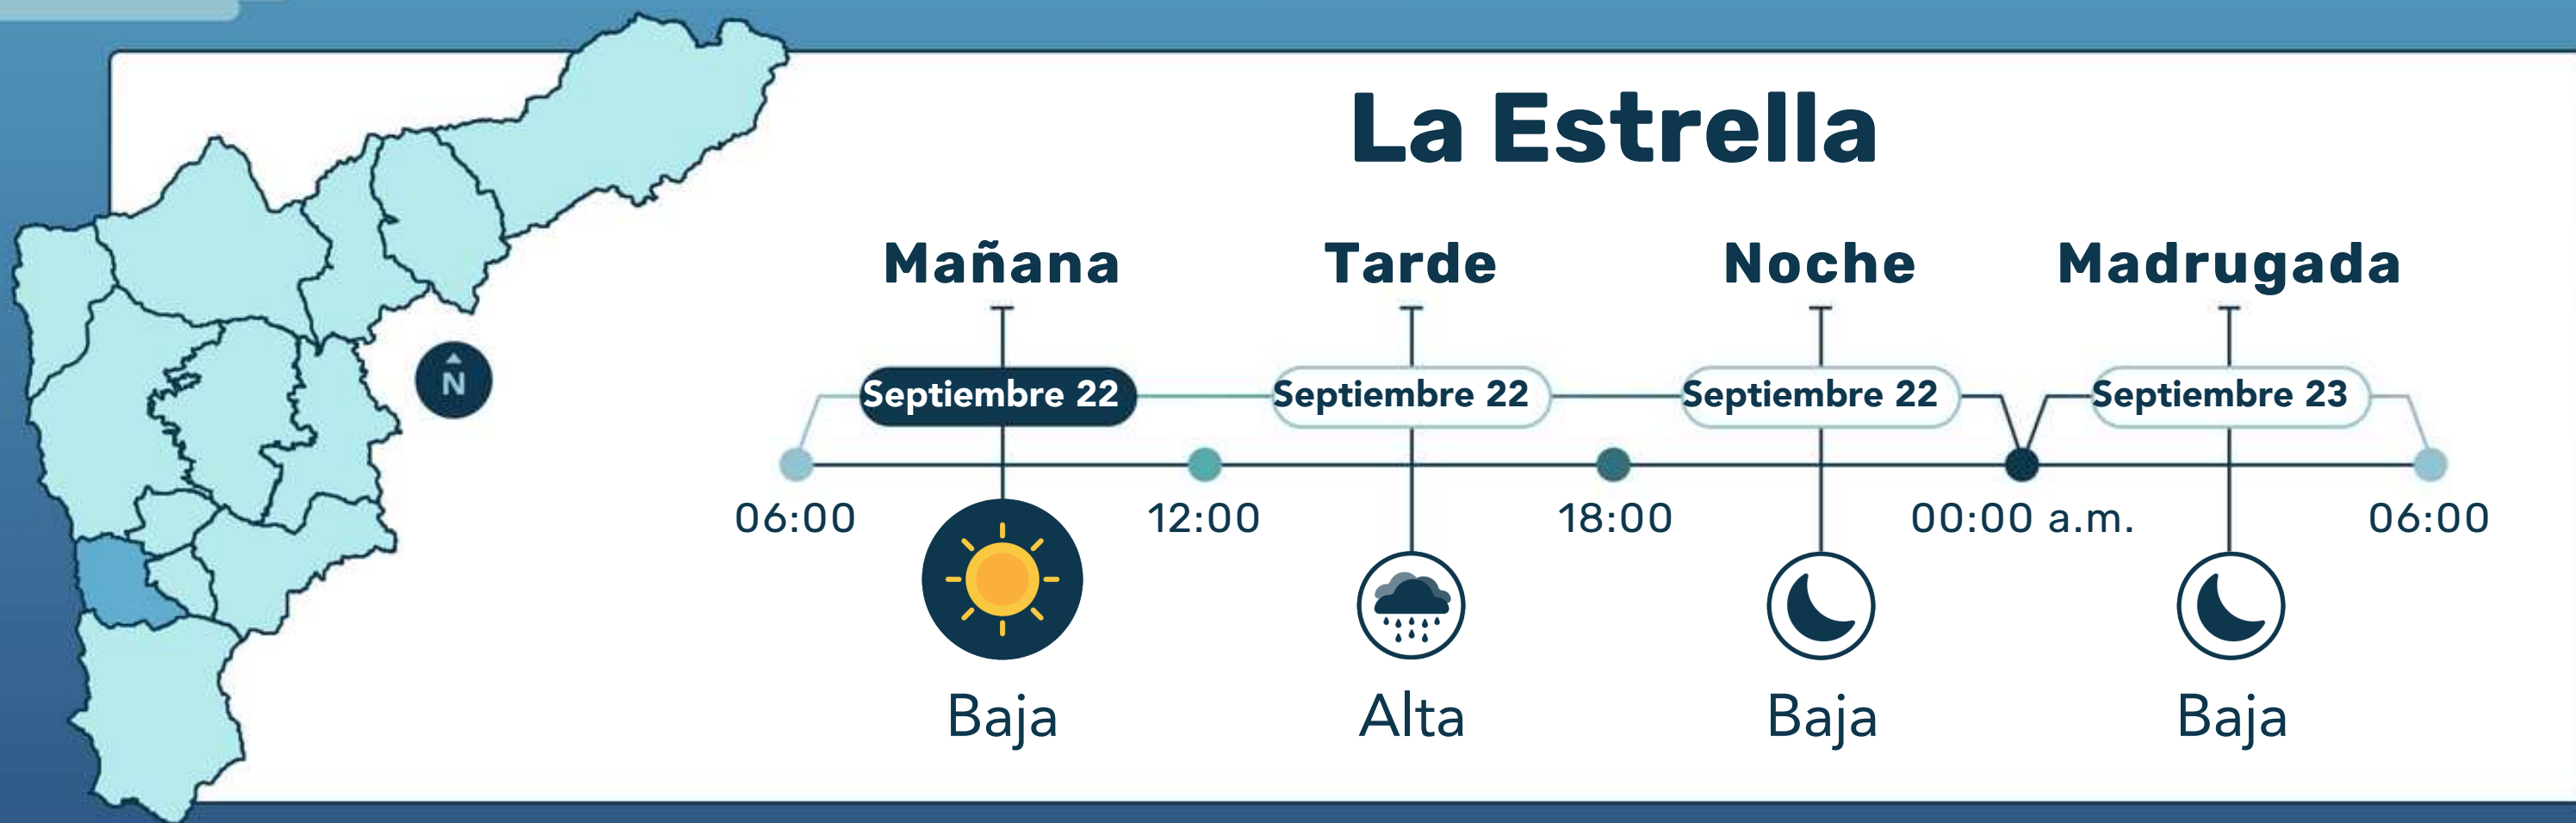 La Estrella
Mañana Tarde Noche Madrugada
Septiembre 22 Septiembre 22 Septiembre 22 Septiembre 23
N
06:00 12:00 18:00 00:00 a.m. 06:00
Baja Alta Baja Baja